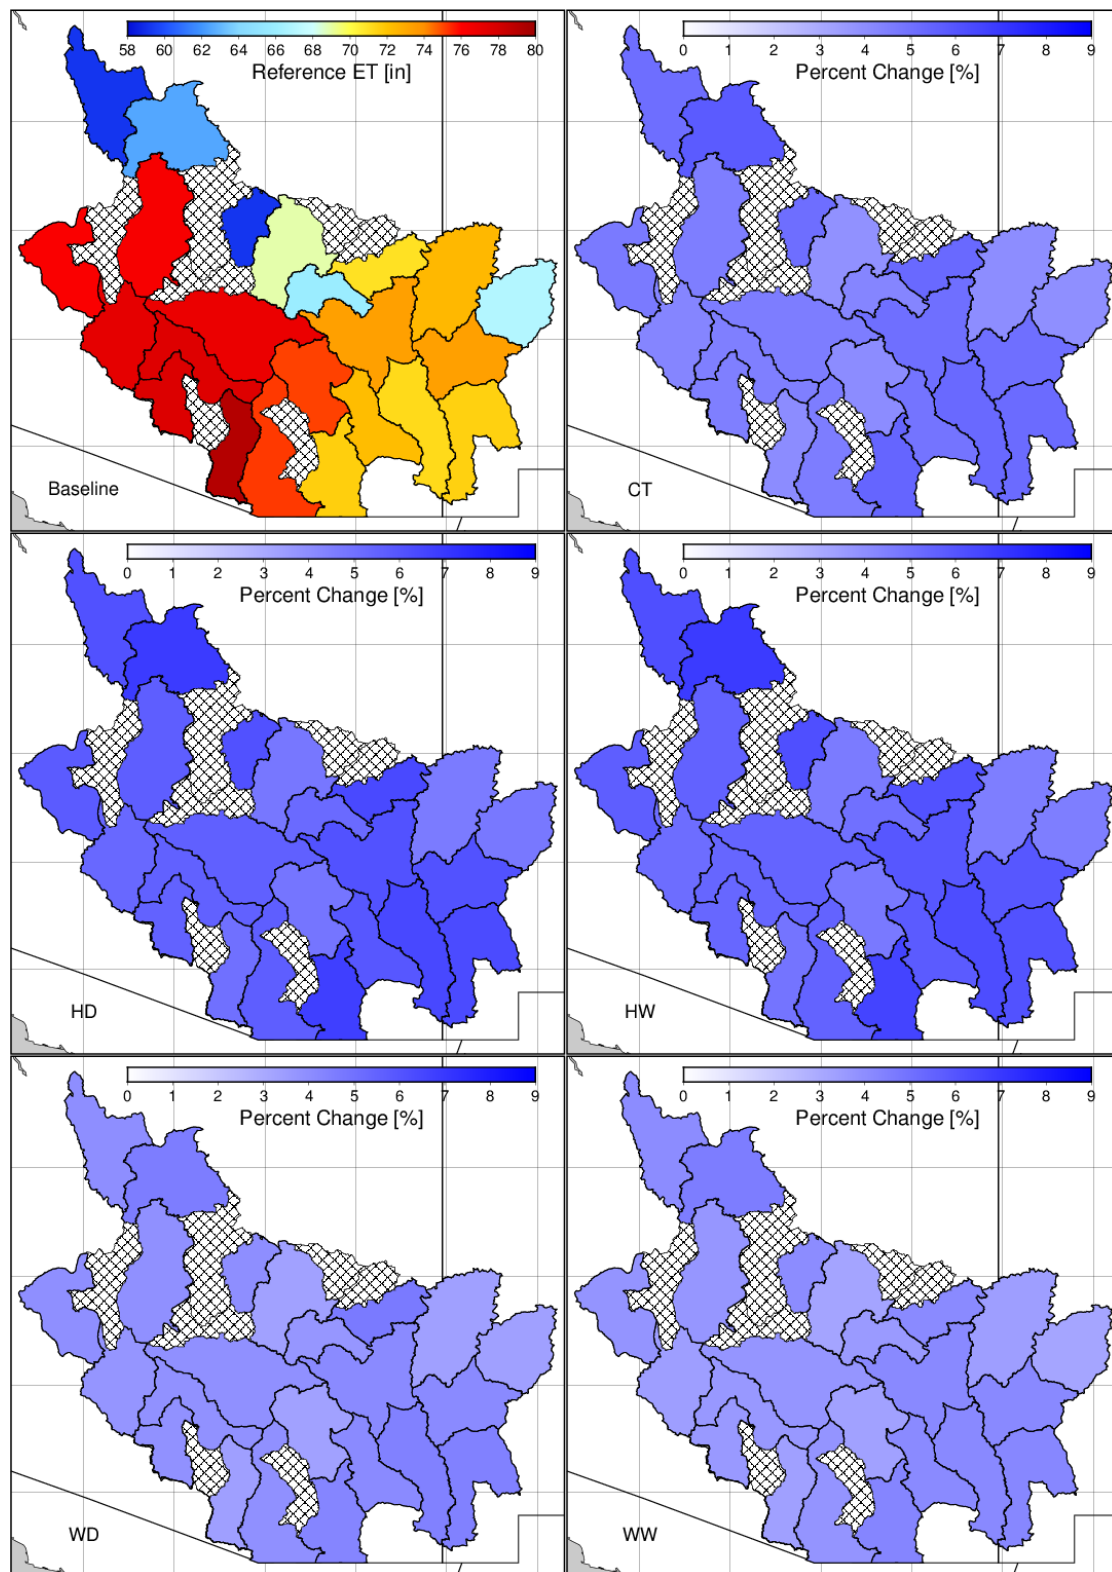 58 60 62 64 66 68 70 72 74 76 78 80
Reference ET [in]
Baseline
0 1 2 3 4 5 6 7 8 9
Percent Change [%]
CT
0 1 2 3 4 5 6 7 8 9
Percent Change [%]
HD
0 1 2 3 4 5 6 7 8 9
Percent Change [%]
HW
0 1 2 3 4 5 6 7 8 9
Percent Change [%]
WD
0 1 2 3 4 5 6 7 8 9
Percent Change [%]
WW